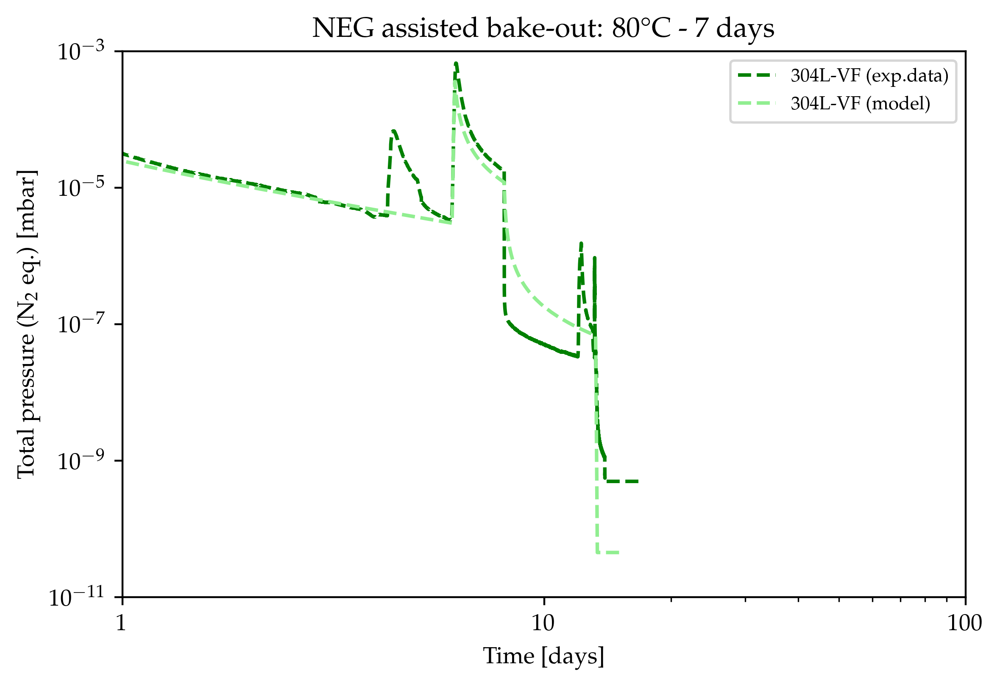 NEG assisted bake-out: 80°C - 7 days
10⁻³
10⁻⁵
10⁻⁷
10⁻⁹
10⁻¹¹
Total pressure (N₂ eq.) [mbar]
304L-VF (exp.data)
304L-VF (model)
1
10
100
Time [days]